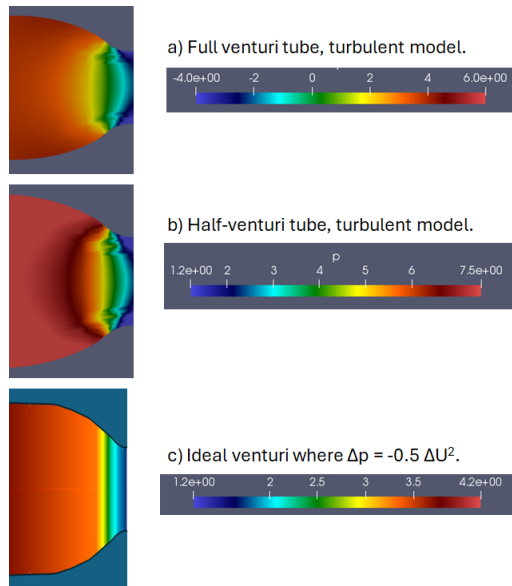 a) Full venturi tube, turbulent model.
-4.0e+00 -2 0 2 4 6.0e+00
b) Half-venturi tube, turbulent model.
p
1.2e+00 2 3 4 5 6 7.5e+00
c) Ideal venturi where Δp = -0.5 ΔU².
1.2e+00 2 2.5 3 3.5 4.2e+00